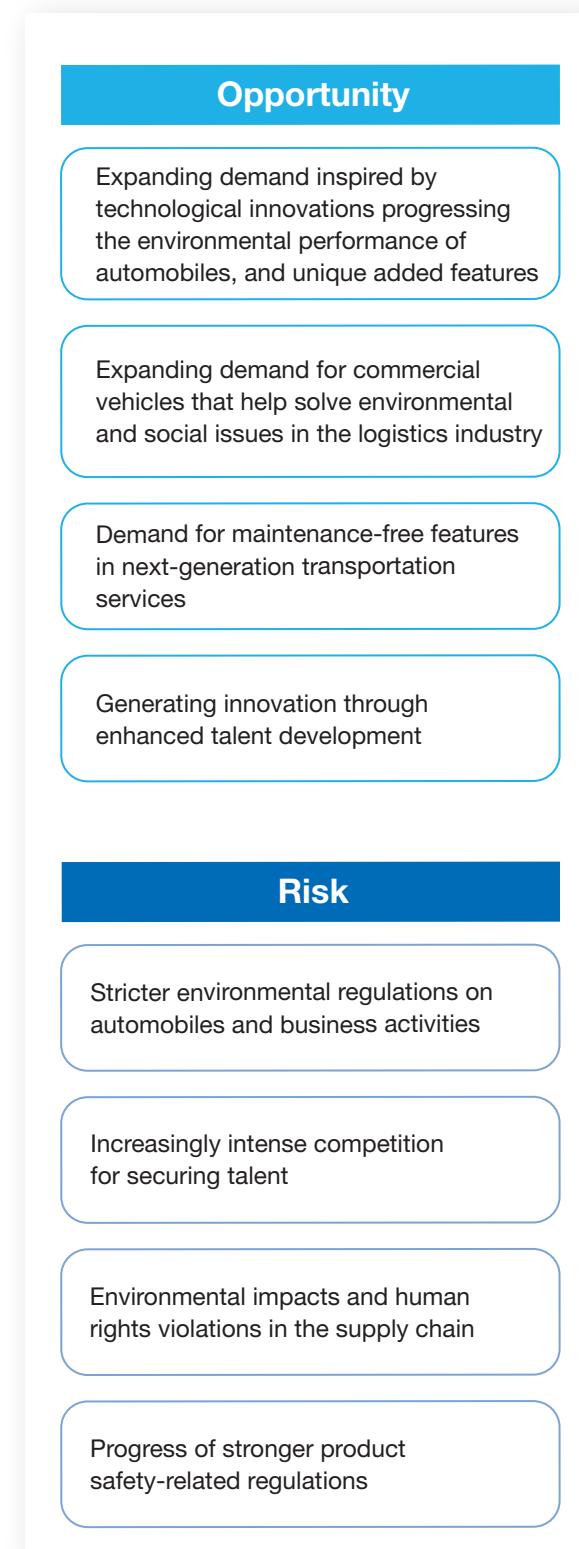 Opportunity
Expanding demand inspired by
technological innovations progressing
the environmental performance of
automobiles, and unique added features
Expanding demand for commercial
vehicles that help solve environmental
and social issues in the logistics industry
Demand for maintenance-free features
in next-generation transportation
services
Generating innovation through
enhanced talent development
Risk
Stricter environmental regulations on
automobiles and business activities
Increasingly intense competition
for securing talent
Environmental impacts and human
rights violations in the supply chain
Progress of stronger product
safety-related regulations